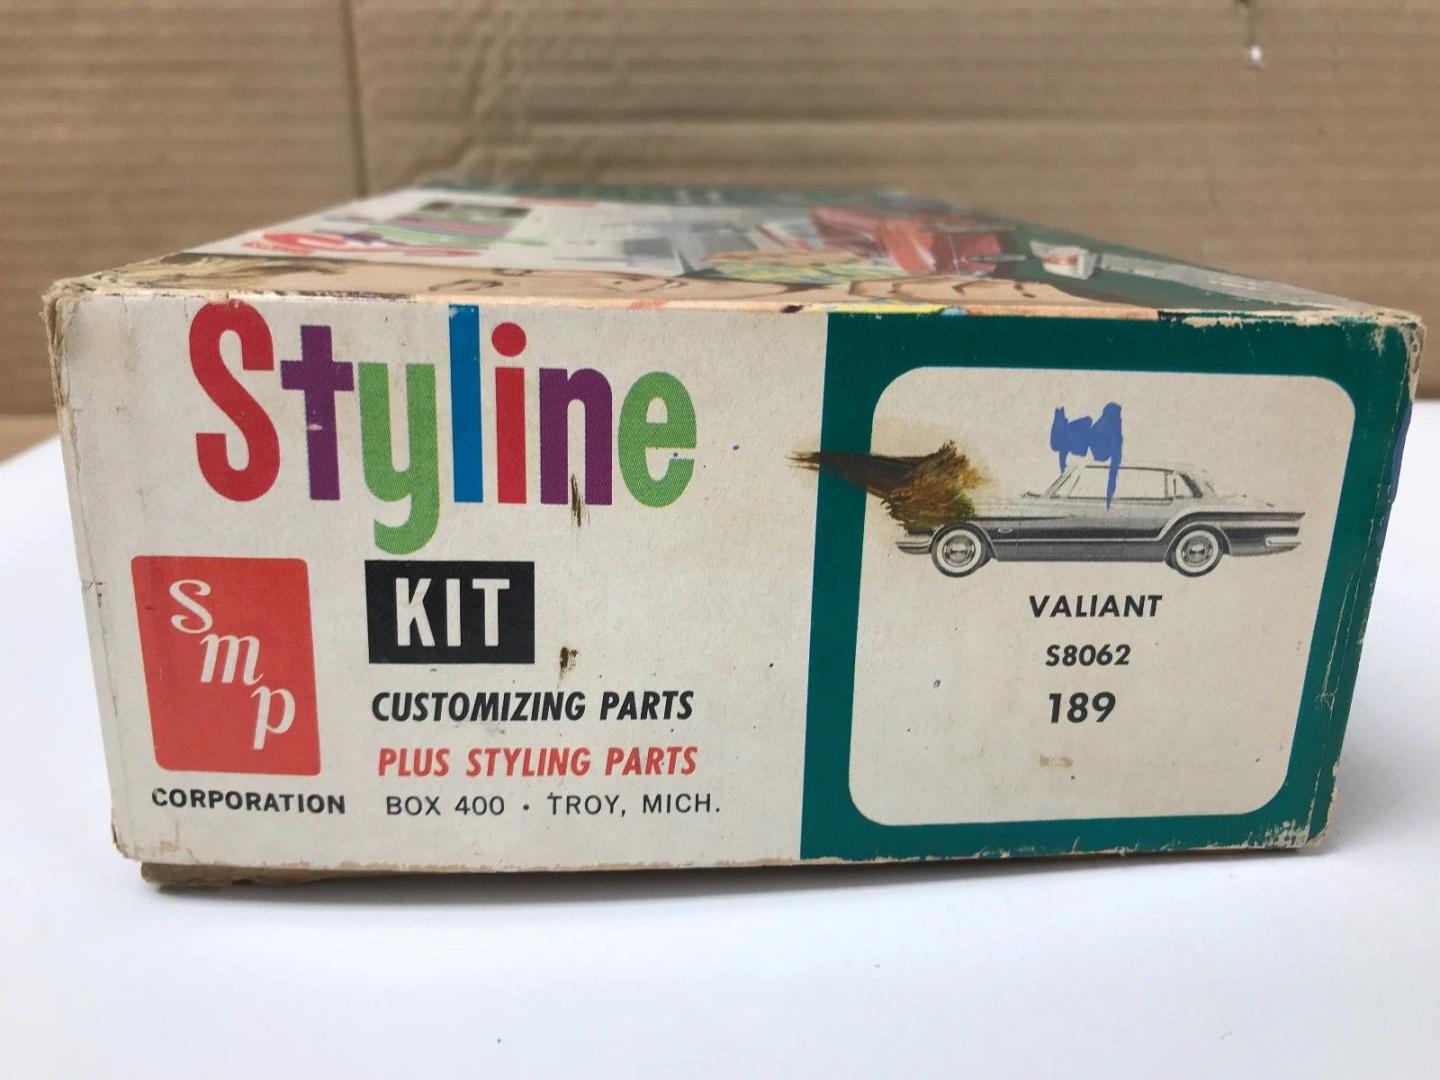 Styline
KIT
smp
CORPORATION
CUSTOMIZING PARTS
PLUS STYLING PARTS
BOX 400 · TROY, MICH.
VALIANT
S8062
189